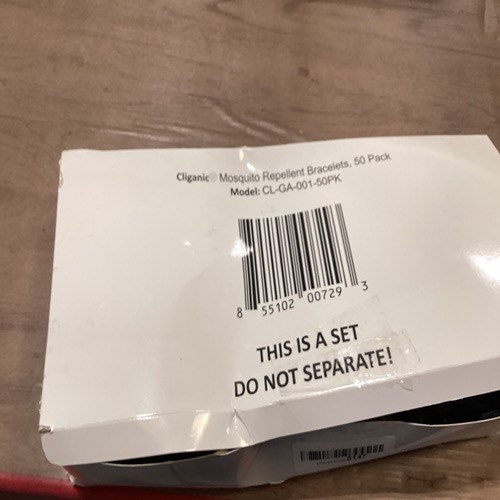 Cliganic® Mosquito Repellent Bracelets, 50 Pack
Model: CL-GA-001-50PK
8 55102 00729 3
THIS IS A SET
DO NOT SEPARATE!